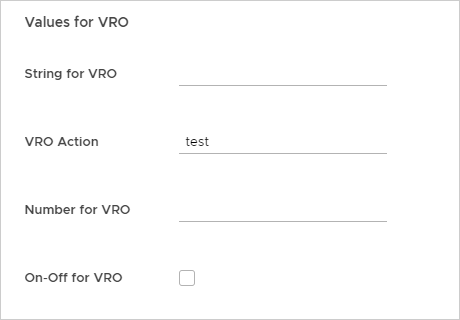 Values for VRO
String for VRO
VRO Action test
Number for VRO
On-Off for VRO